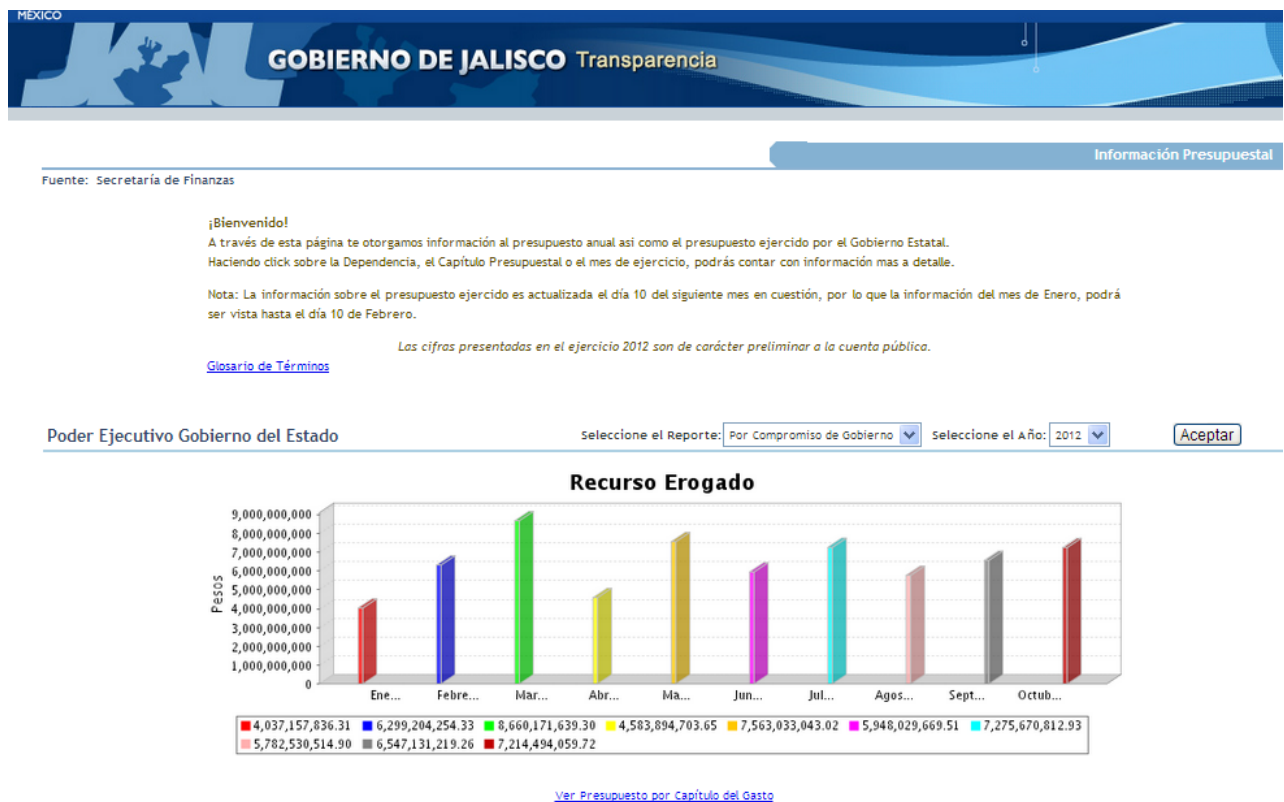 MÉXICO
JAL
GOBIERNO DE JALISCO Transparencia
Información Presupuestal
Fuente: Secretaría de Finanzas
¡Bienvenido!
A través de esta página te otorgamos información al presupuesto anual asi como el presupuesto ejercido por el Gobierno Estatal.
Haciendo click sobre la Dependencia, el Capítulo Presupuestal o el mes de ejercicio, podrás contar con información mas a detalle.
Nota: La información sobre el presupuesto ejercido es actualizada el día 10 del siguiente mes en cuestión, por lo que la información del mes de Enero, podrá
ser vista hasta el día 10 de Febrero.
Las cifras presentadas en el ejercicio 2012 son de carácter preliminar a la cuenta pública.
Glosario de Términos
Poder Ejecutivo Gobierno del Estado Seleccione el Reporte: Por Compromiso de Gobierno Seleccione el Año: 2012 Aceptar
Recurso Erogado
Pesos
9,000,000,000
8,000,000,000
7,000,000,000
6,000,000,000
5,000,000,000
4,000,000,000
3,000,000,000
2,000,000,000
1,000,000,000
0
Ene... Febre... Mar... Abr... Ma... Jun... Jul... Agos... Sept... Octub...
4,037,157,836.31 6,299,204,254.33 8,660,171,639.30 4,583,894,703.65 7,563,033,043.02 5,948,029,669.51 7,275,670,812.93
5,782,530,514.90 6,547,131,219.26 7,214,494,059.72
Ver Presupuesto por Capítulo del Gasto